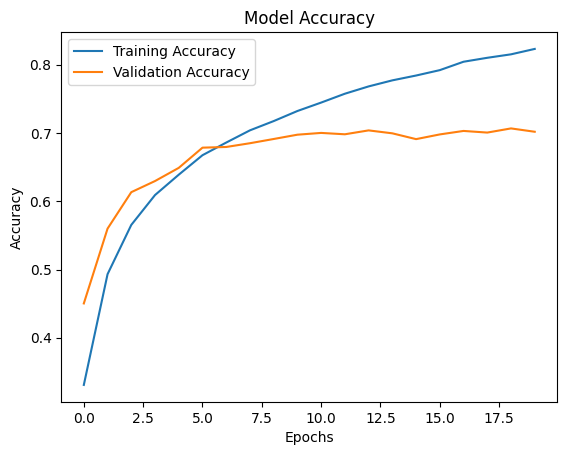 Model Accuracy
Training Accuracy
Validation Accuracy
0.8
0.7
0.6
0.5
0.4
Accuracy
0.0 2.5 5.0 7.5 10.0 12.5 15.0 17.5
Epochs